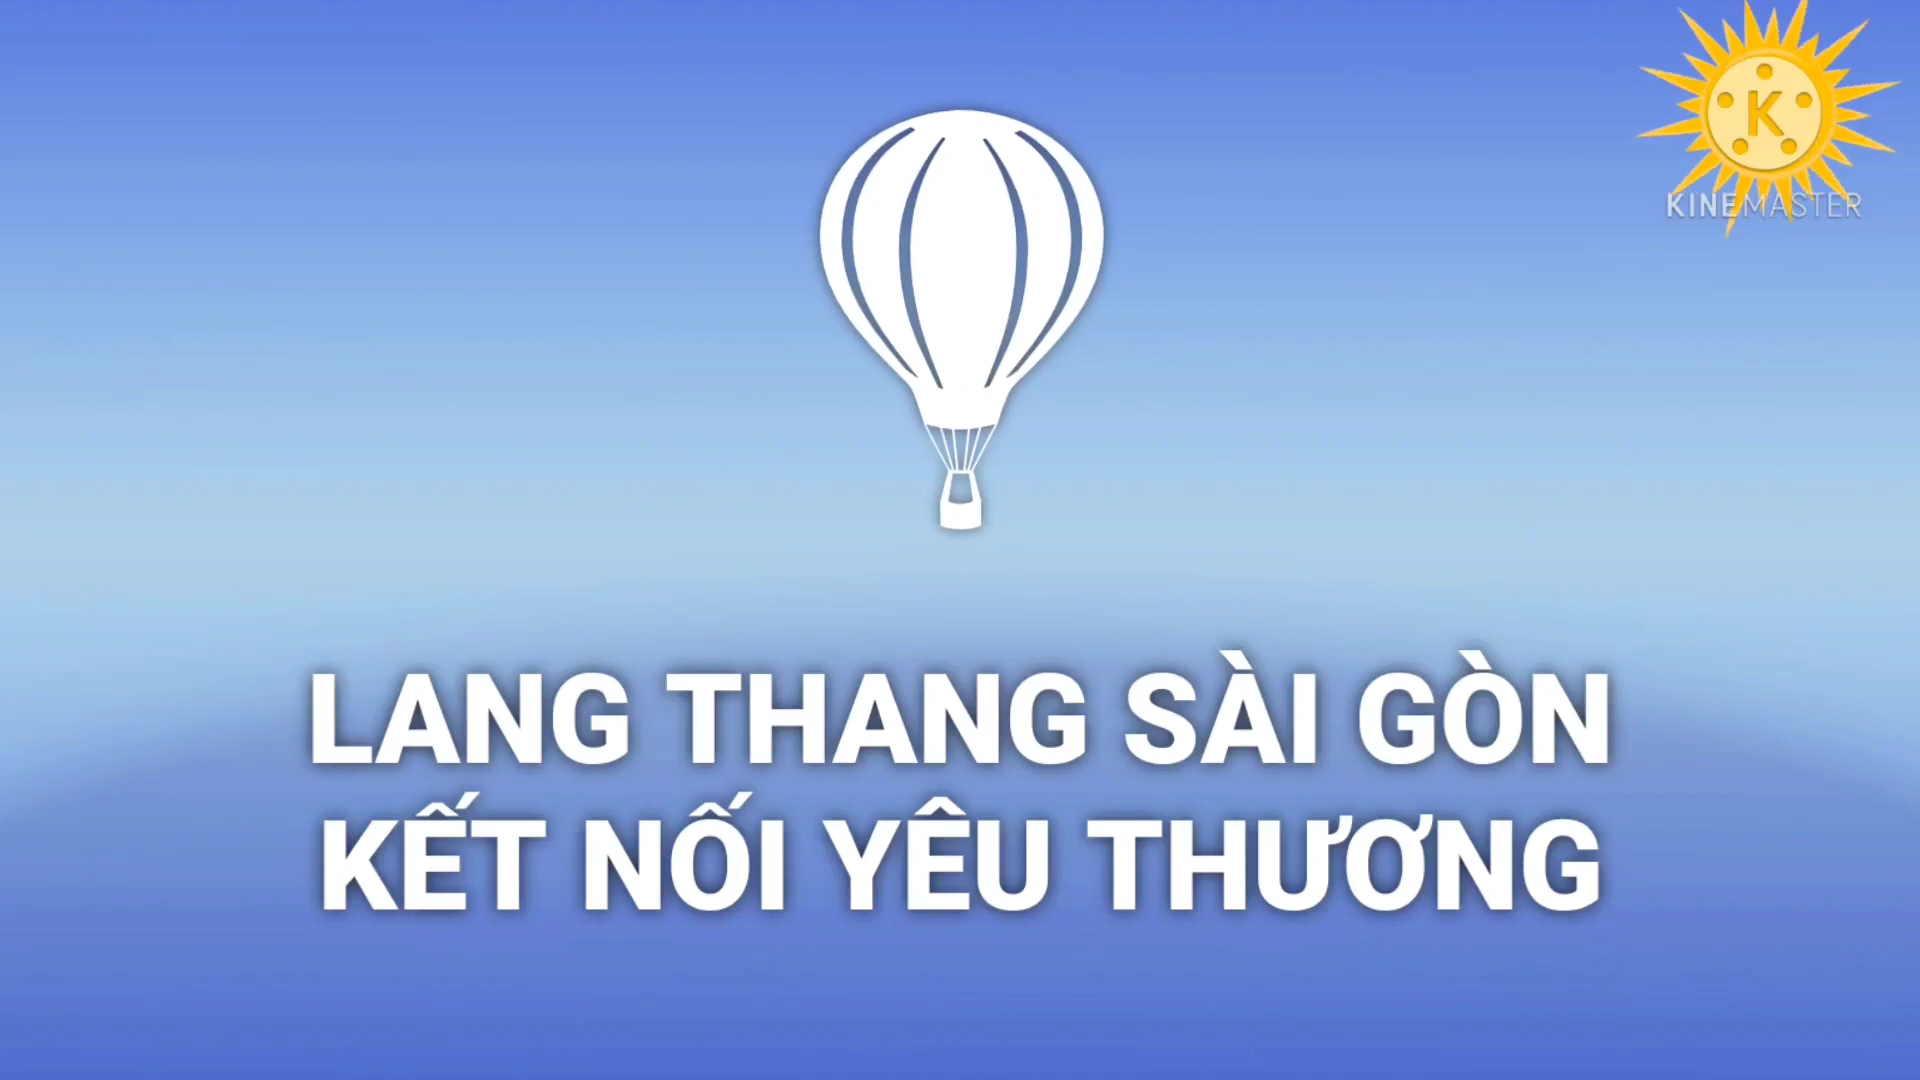 K
KINEMASTER
LANG THANG SÀI GÒN
KẾT NỐI YÊU THƯƠNG